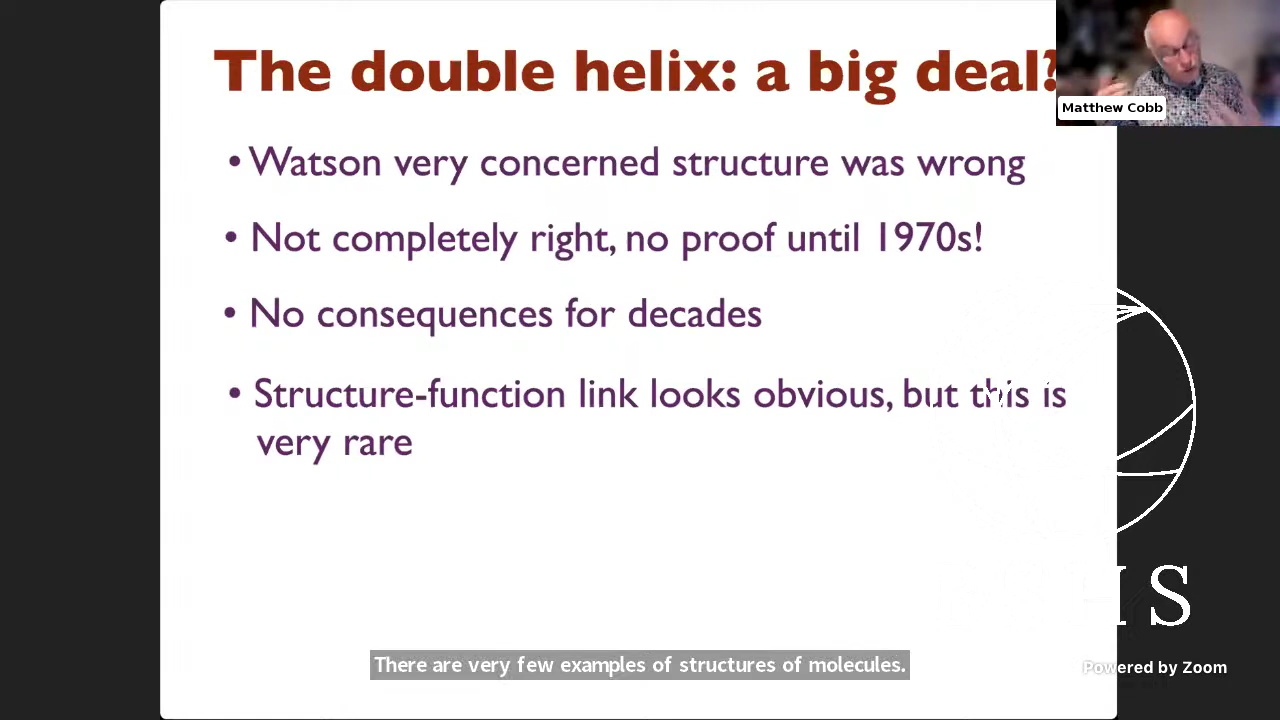 The double helix: a big deal?
Matthew Cobb
• Watson very concerned structure was wrong
• Not completely right, no proof until 1970s!
• No consequences for decades
• Structure-function link looks obvious, but this is
very rare
S
There are very few examples of structures of molecules.
Powered by Zoom